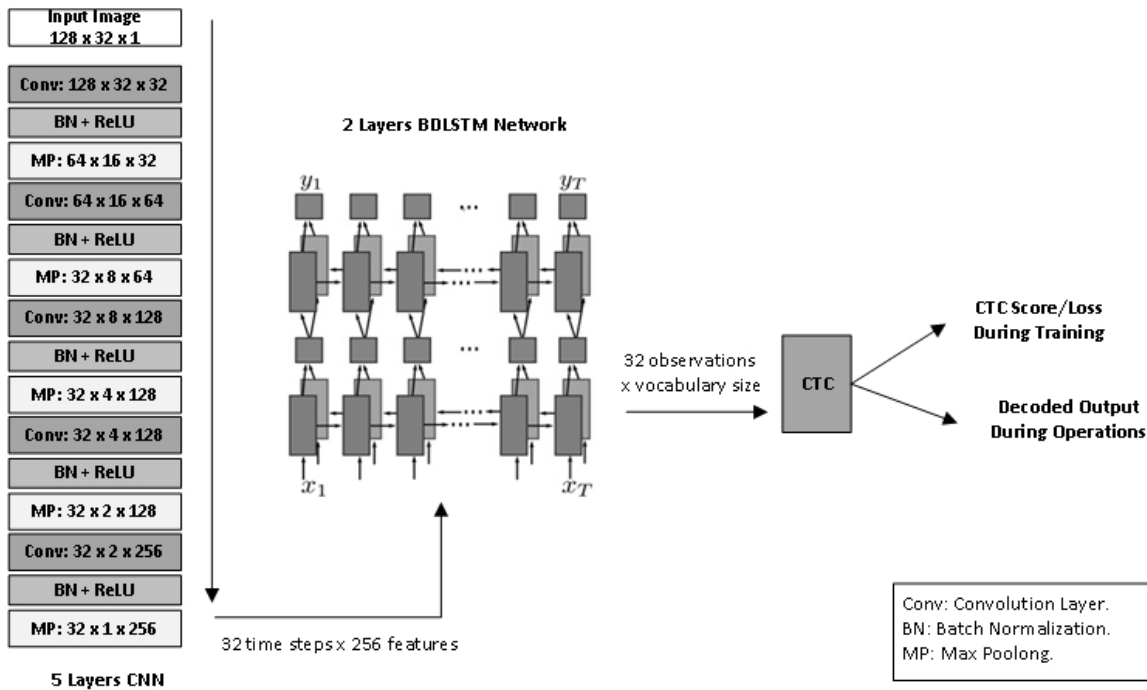 Input Image
128 x 32 x 1
Conv: 128 x 32 x 32
BN + ReLU
MP: 64 x 16 x 32
Conv: 64 x 16 x 64
BN + ReLU
MP: 32 x 8 x 64
Conv: 32 x 8 x 128
BN + ReLU
MP: 32 x 4 x 128
Conv: 32 x 4 x 128
BN + ReLU
MP: 32 x 2 x 128
Conv: 32 x 2 x 256
BN + ReLU
MP: 32 x 1 x 256
5 Layers CNN
32 time steps x 256 features
2 Layers BDLSTM Network
y1
yT
x1
xT
32 observations
x vocabulary size
CTC
CTC Score/Loss
During Training
Decoded Output
During Operations
Conv: Convolution Layer.
BN: Batch Normalization.
MP: Max Poolong.